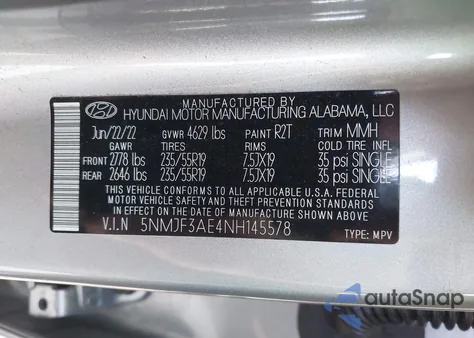 MANUFACTURED BY
HYUNDAI MOTOR MANUFACTURING ALABAMA, LLC
Jun/22/22 GVWR 4629 lbs PAINT R2T TRIM MMH
GAWR TIRES RIMS COLD TIRE INFL
FRONT 2778 lbs 235/55R19 7.5JX19 35 psi SINGLE
REAR 2646 lbs 235/55R19 7.5JX19 35 psi SINGLE
THIS VEHICLE CONFORMS TO ALL APPLICABLE U.S.A. FEDERAL
MOTOR VEHICLE SAFETY AND THEFT PREVENTION STANDARDS
IN EFFECT ON THE DATE OF MANUFACTURE SHOWN ABOVE.
V.I.N 5NMJF3AE4NH145578 TYPE: MPV
autoSnap